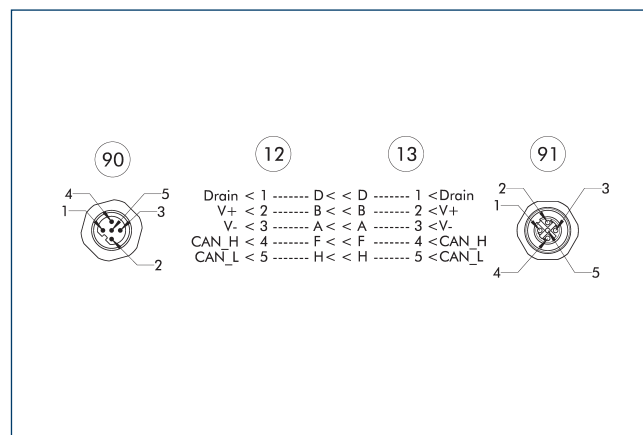 90 12 13 91
Drain < 1 ------ D< < D ------ 1 <Drain
V+ < 2 ------ B < < B ------ 2 <V+
V- < 3 ------ A < < A ------ 3 <V-
CAN_H < 4 ------ F < < F ------ 4 <CAN_H
CAN_L < 5 ------ H< < H ------ 5 <CAN_L
4 5
1 3
2
2 3
1
4 5